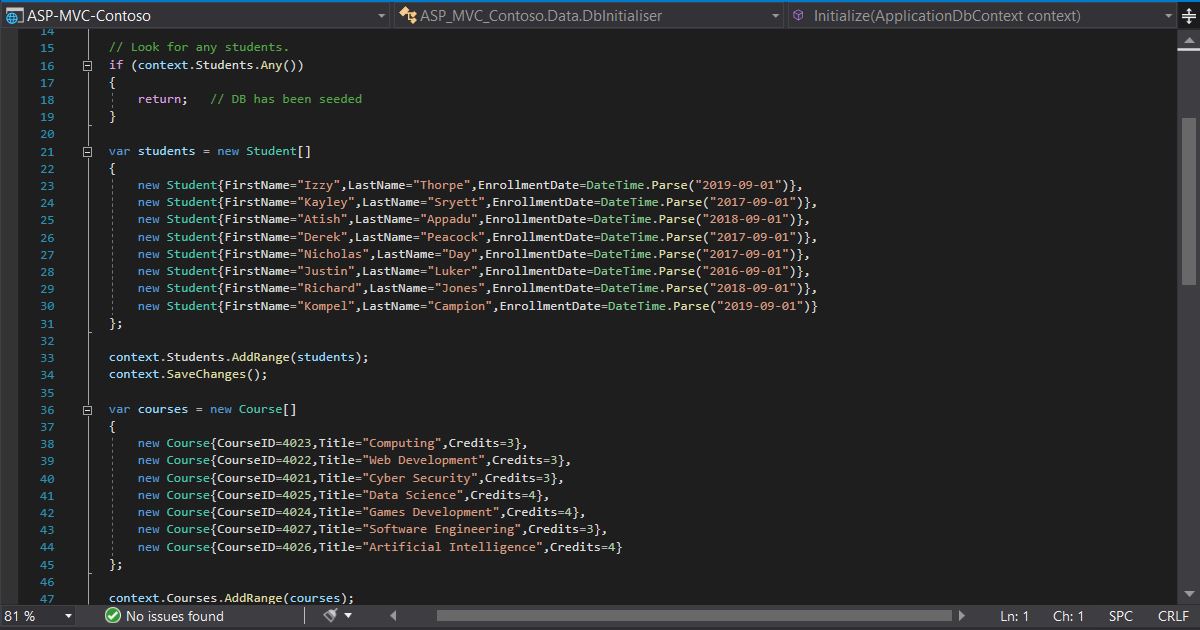 ASP-MVC-Contoso ASP_MVC_Contoso.Data.DbInitialiser Initialize(ApplicationDbContext context)
14
15 // Look for any students.
16 if (context.Students.Any())
17 {
18 return; // DB has been seeded
19 }
20
21 var students = new Student[]
22 {
23 new Student{FirstName="Izzy",LastName="Thorpe",EnrollmentDate=DateTime.Parse("2019-09-01")},
24 new Student{FirstName="Kayley",LastName="Sryett",EnrollmentDate=DateTime.Parse("2017-09-01")},
25 new Student{FirstName="Atish",LastName="Appadu",EnrollmentDate=DateTime.Parse("2018-09-01")},
26 new Student{FirstName="Derek",LastName="Peacock",EnrollmentDate=DateTime.Parse("2017-09-01")},
27 new Student{FirstName="Nicholas",LastName="Day",EnrollmentDate=DateTime.Parse("2017-09-01")},
28 new Student{FirstName="Justin",LastName="Luker",EnrollmentDate=DateTime.Parse("2016-09-01")},
29 new Student{FirstName="Richard",LastName="Jones",EnrollmentDate=DateTime.Parse("2018-09-01")},
30 new Student{FirstName="Kompel",LastName="Campion",EnrollmentDate=DateTime.Parse("2019-09-01")}
31 };
32
33 context.Students.AddRange(students);
34 context.SaveChanges();
35
36 var courses = new Course[]
37 {
38 new Course{CourseID=4023,Title="Computing",Credits=3},
39 new Course{CourseID=4022,Title="Web Development",Credits=3},
40 new Course{CourseID=4021,Title="Cyber Security",Credits=3},
41 new Course{CourseID=4025,Title="Data Science",Credits=4},
42 new Course{CourseID=4024,Title="Games Development",Credits=4},
43 new Course{CourseID=4027,Title="Software Engineering",Credits=3},
44 new Course{CourseID=4026,Title="Artificial Intelligence",Credits=4}
45 };
46
47 context.Courses.AddRange(courses);
81 % No issues found Ln: 1 Ch: 1 SPC CRLF